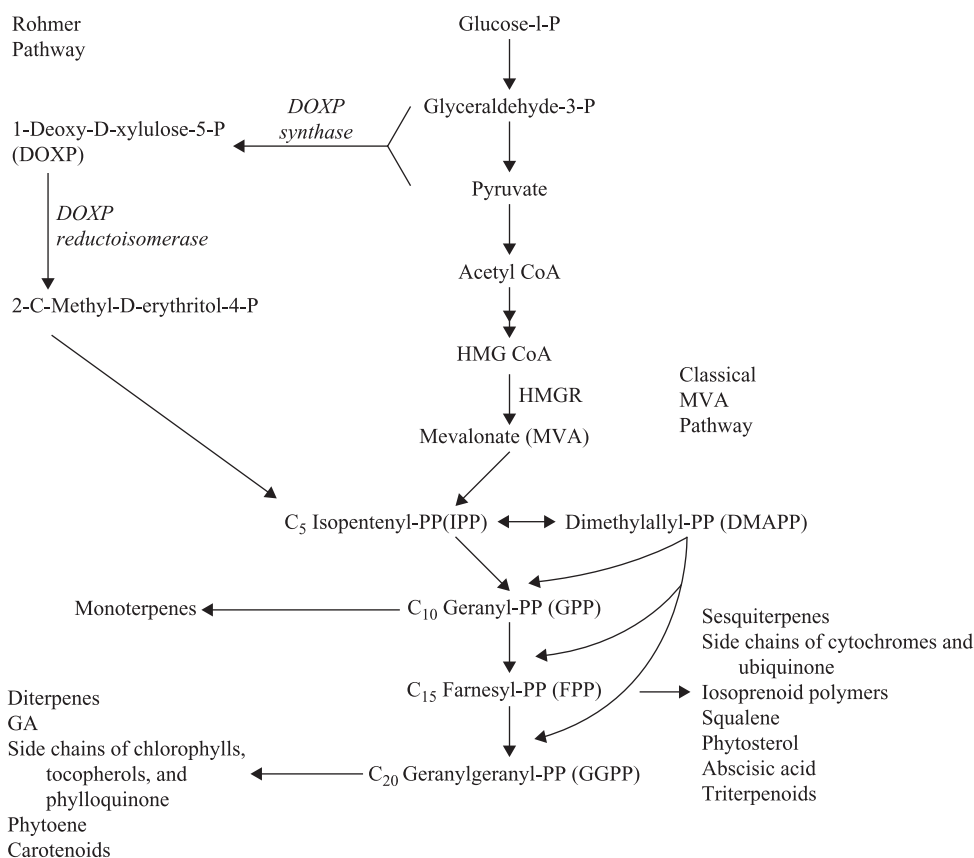 Rohmer
Pathway
Glucose-l-P
Glyceraldehyde-3-P
DOXP
synthase
1-Deoxy-D-xylulose-5-P
(DOXP)
Pyruvate
DOXP
reductoisomerase
Acetyl CoA
2-C-Methyl-D-erythritol-4-P
HMG CoA
HMGR
Classical
MVA
Pathway
Mevalonate (MVA)
C5 Isopentenyl-PP(IPP)
Dimethylallyl-PP (DMAPP)
Monoterpenes
C10 Geranyl-PP (GPP)
Sesquiterpenes
Side chains of cytochromes and
ubiquinone
Iosoprenoid polymers
Squalene
Phytosterol
Abscisic acid
Triterpenoids
C15 Farnesyl-PP (FPP)
Diterpenes
GA
Side chains of chlorophylls,
tocopherols, and
phylloquinone
Phytoene
Carotenoids
C20 Geranylgeranyl-PP (GGPP)